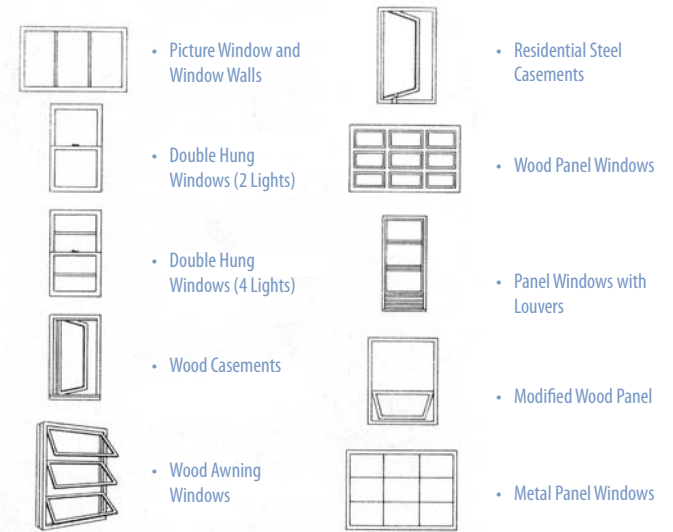 • Picture Window and
Window Walls
• Double Hung
Windows (2 Lights)
• Double Hung
Windows (4 Lights)
• Wood Casements
• Wood Awning
Windows
• Residential Steel
Casements
• Wood Panel Windows
• Panel Windows with
Louvers
• Modified Wood Panel
• Metal Panel Windows